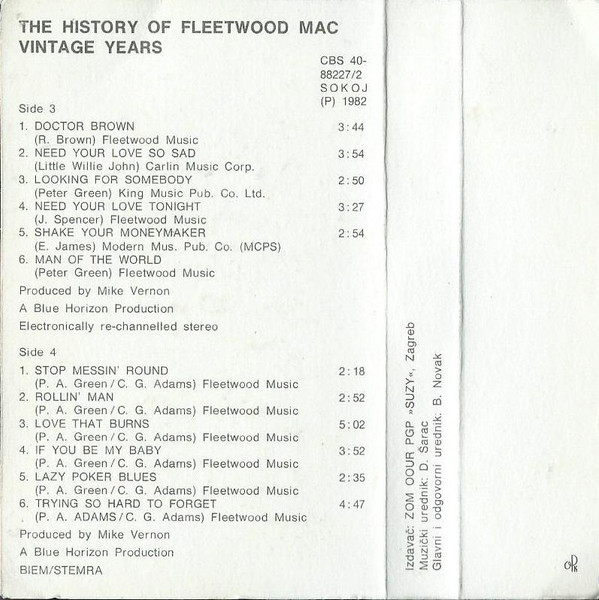 THE HISTORY OF FLEETWOOD MAC
VINTAGE YEARS
CBS 40-
88227/2
SOKOJ
(P) 1982
Side 3
1. DOCTOR BROWN 3:44
(R. Brown) Fleetwood Music
2. NEED YOUR LOVE SO SAD 3:54
(Little Willie John) Carlin Music Corp.
3. LOOKING FOR SOMEBODY 2:50
(Peter Green) King Music Pub. Co. Ltd.
4. NEED YOUR LOVE TONIGHT 3:27
(J. Spencer) Fleetwood Music
5. SHAKE YOUR MONEYMAKER 2:54
(E. James) Modern Mus. Pub. Co. (MCPS)
6. MAN OF THE WORLD
(Peter Green) Fleetwood Music
Produced by Mike Vernon
A Blue Horizon Production
Electronically re-channelled stereo
Side 4
1. STOP MESSIN' ROUND 2:18
(P. A. Green/C. G. Adams) Fleetwood Music
2. ROLLIN' MAN 2:52
(P. A. Green/C. G. Adams) Fleetwood Music
3. LOVE THAT BURNS 5:02
(P. A. Green/C. G. Adams) Fleetwood Music
4. IF YOU BE MY BABY 3:52
(P. A. Green/C. G. Adams) Fleetwood Music
5. LAZY POKER BLUES 2:35
(P. A. Green/C. G. Adams) Fleetwood Music
6. TRYING SO HARD TO FORGET 4:47
(P. A. ADAMS/C. G. Adams) Fleetwood Music
Produced by Mike Vernon
A Blue Horizon Production
BIEM/STEMRA
Izdavač: ZOM OOUR PGP »SUZY«, Zagreb
Muzički urednik: D. Šarac
Glavni i odgovorni urednik: B. Novak